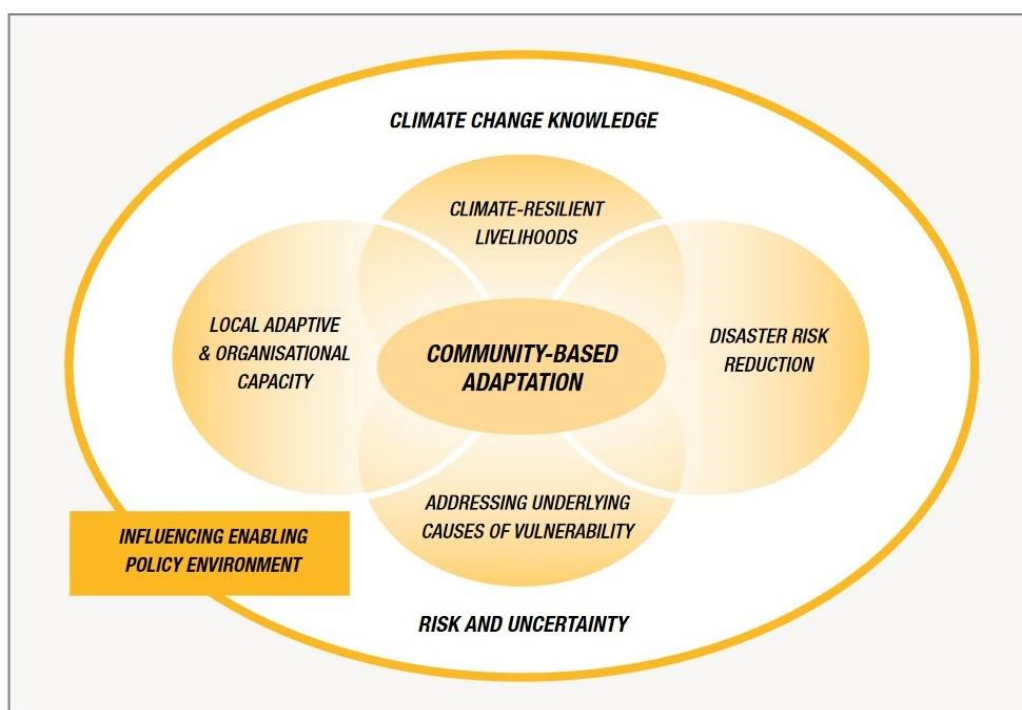 CLIMATE CHANGE KNOWLEDGE
CLIMATE-RESILIENT
LIVELIHOODS
LOCAL ADAPTIVE
& ORGANISATIONAL
CAPACITY
COMMUNITY-BASED
ADAPTATION
DISASTER RISK
REDUCTION
ADDRESSING UNDERLYING
CAUSES OF VULNERABILITY
INFLUENCING ENABLING
POLICY ENVIRONMENT
RISK AND UNCERTAINTY